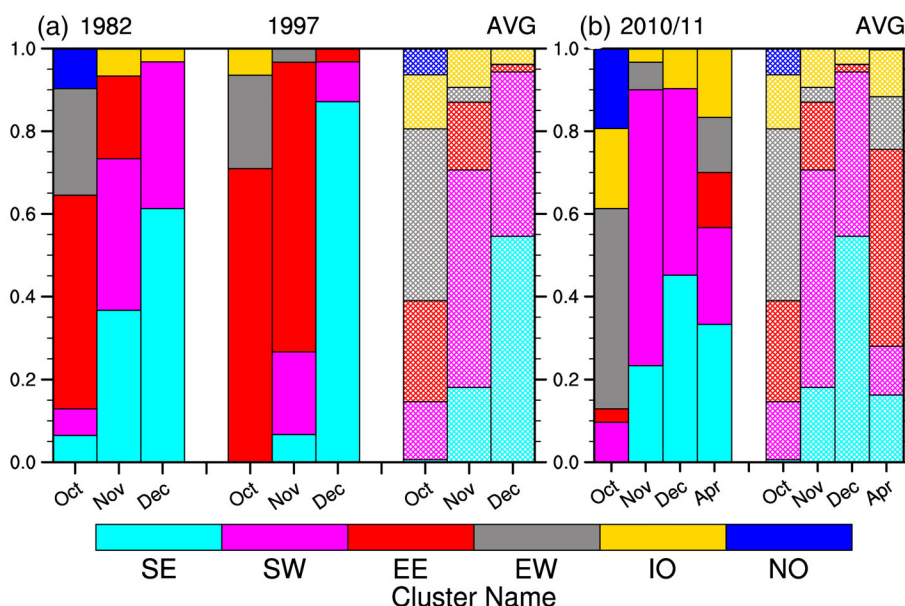 (a) 1982 1997 AVG (b) 2010/11 AVG
1.0 1.0
0.8 0.8
0.6 0.6
0.4 0.4
0.2 0.2
0.0 0.0
Oct Nov Dec Oct Nov Dec Oct Nov Dec Oct Nov Dec Apr Oct Nov Dec Apr
SE SW EE EW IO NO
Cluster Name